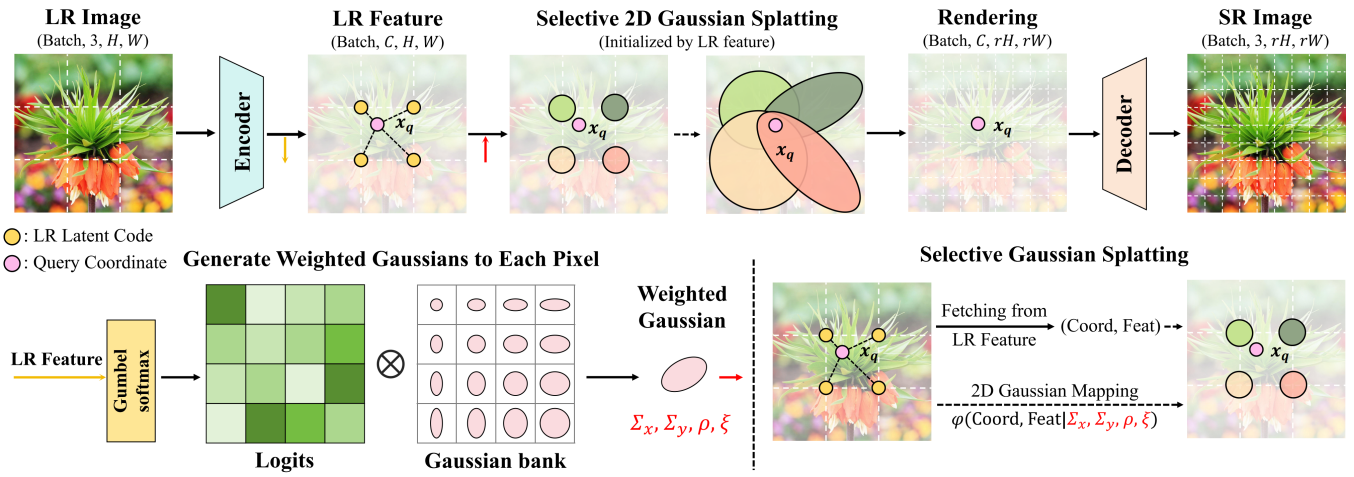 LR Image
(Batch, 3, H, W)
LR Feature
(Batch, C, H, W)
Selective 2D Gaussian Splatting
(Initialized by LR feature)
Rendering
(Batch, C, rH, rW)
SR Image
(Batch, 3, rH, rW)
Encoder
x_q
x_q
x_q
x_q
Decoder
: LR Latent Code
: Query Coordinate
Generate Weighted Gaussians to Each Pixel
LR Feature
Gumbel
softmax
Logits
Gaussian bank
Weighted
Gaussian
Σ_x, Σ_y, ρ, ξ
Selective Gaussian Splatting
x_q
Fetching from
LR Feature
(Coord, Feat)
2D Gaussian Mapping
φ(Coord, Feat|Σ_x, Σ_y, ρ, ξ)
x_q